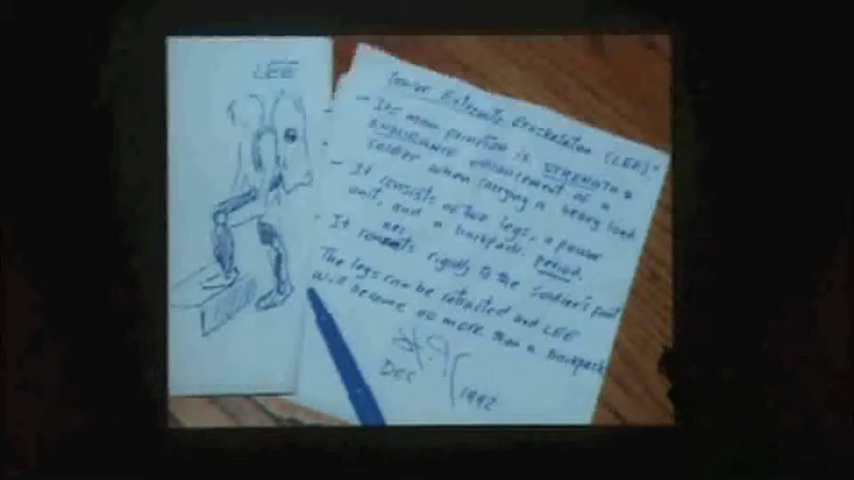 LEE
Lower Extremity Exoskeleton (LEE)
- Its main function is STRENGTH &
ENDURANCE enhancement of a
soldier when carrying a heavy load
- It consists of two legs, a power
unit, and a backpack, period.
- It connects rigidly to the soldier's foot
The legs can be retracted and LEE
will become no more than a backpack
DEC
1992